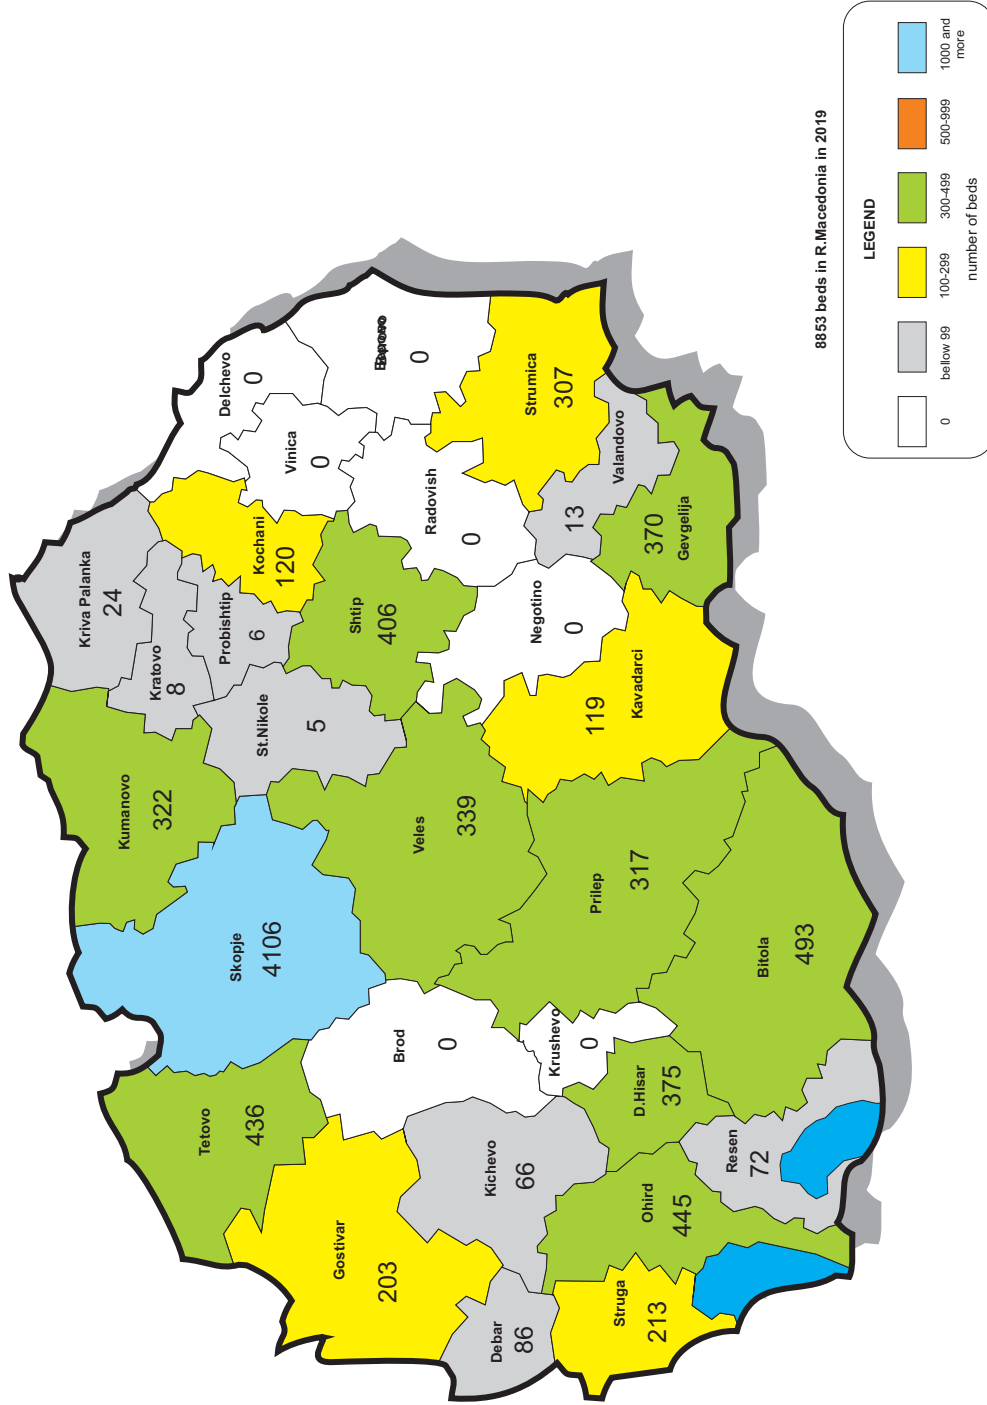 Kriva Palanka
24
Kumanovo
322
Kratovo
8
Tetovo
436
Skopje
4106
Probishtip
6
Delchevo
0
St.Nikole
5
Kochani
120
Vinica
0
Gostivar
203
Shtip
406
0
Brod
0
Veles
339
Radovish
0
Kichevo
66
Debar
86
Strumica
307
Negotino
0
Krushevo
0
Prilep
317
Kavadarci
119
Valandovo
13
D.Hisar
375
Struga
213
Ohird
445
Gevgelija
370
Resen
72
Bitola
493
8853 beds in R.Macedonia in 2019
LEGEND
0
bellow 99
100-299
300-499
500-999
1000 and
more
number of beds